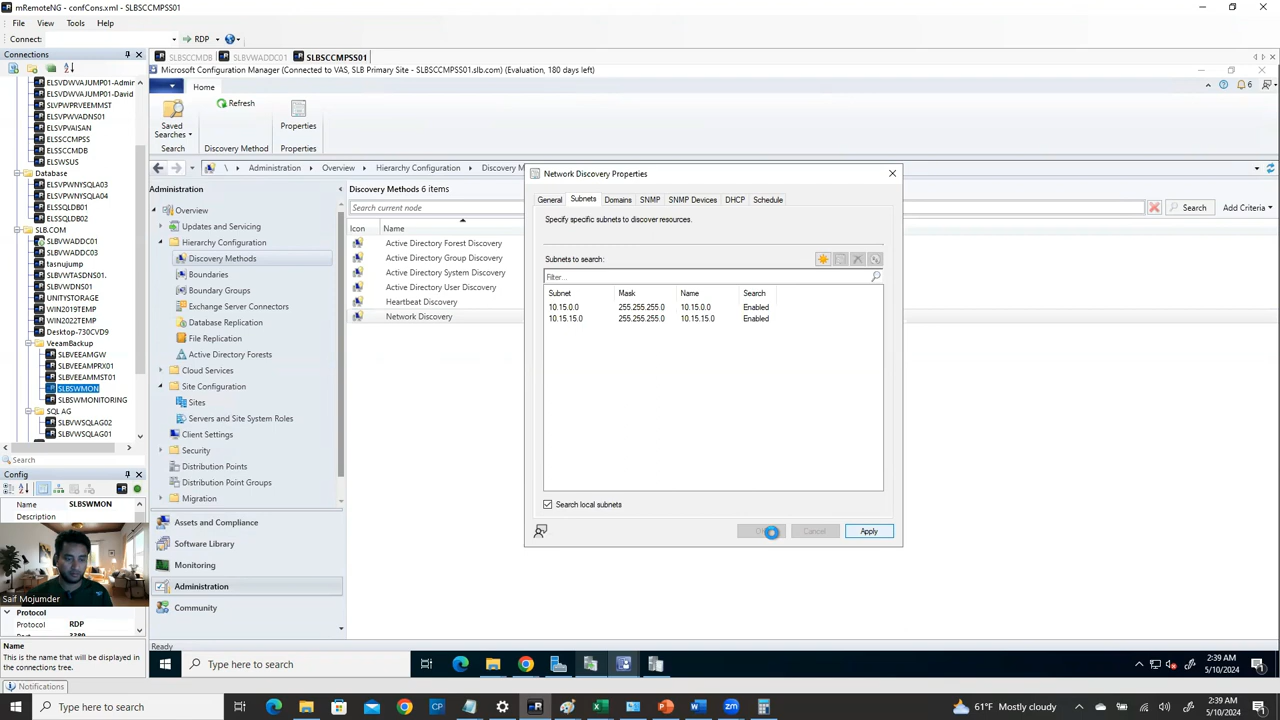 mRemoteNG - confCons.xml - SLBSCCMPSS01
File View Tools Help
Connect: RDP
Connections
ELSVDWVAJUMP01-Admir
ELSVDWVAJUMP01-David
SLVPWPRVEEMMST
ELSVPWVADNS01
ELSVPVAISAN
ELSSCCMPSS
ELSSCCMDB
ELSWSUS
Database
ELSVPWNYSQLA03
ELSVPWNYSQLA04
ELSSQLDB01
ELSSQLDB02
SLB.COM
SLBVWADDC01
SLBVWADDC03
tasnujump
SLBVWTASDNS01.
SLBVWDNS01
UNITYSTORAGE
WIN2019TEMP
WIN2022TEMP
Desktop-730CVD9
VeeamBackup
SLBVEEAMGW
SLBVEEAMPRX01
SLBVEEAMMST01
SLBSWMON
SLBSWMONITORING
SQL AG
SLBVWSQLAG02
SLBVWSQLAG01
Search
Config
Name SLBSWMON
Description
Saif Mojumder
Protocol
Protocol RDP
Port 3389
Name
This is the name that will be displayed in the connections tree.
Notifications
SLBSCCMDB SLBVWADDC01 SLBSCCMPSS01
Microsoft Configuration Manager (Connected to VAS, SLB Primary Site - SLBSCCMPSS01.slb.com) (Evaluation, 180 days left)
Home
6
Saved Searches
Search
Refresh
Discovery Method
Properties
Properties
\ Administration Overview Hierarchy Configuration Discovery M
Administration
Overview
Updates and Servicing
Hierarchy Configuration
Discovery Methods
Boundaries
Boundary Groups
Exchange Server Connectors
Database Replication
File Replication
Active Directory Forests
Cloud Services
Site Configuration
Sites
Servers and Site System Roles
Client Settings
Security
Distribution Points
Distribution Point Groups
Migration
Assets and Compliance
Software Library
Monitoring
Administration
Community
Discovery Methods 6 items
Search current node
Search Add Criteria
Icon Name
Active Directory Forest Discovery
Active Directory Group Discovery
Active Directory System Discovery
Active Directory User Discovery
Heartbeat Discovery
Network Discovery
Network Discovery Properties
General Subnets Domains SNMP SNMP Devices DHCP Schedule
Specify specific subnets to discover resources.
Subnets to search:
Filter...
Subnet Mask Name Search
10.15.0.0 255.255.255.0 10.15.0.0 Enabled
10.15.15.0 255.255.255.0 10.15.15.0 Enabled
Search local subnets
Cancel Apply
Ready
Type here to search
2:39 AM
5/10/2024
Type here to search
61°F Mostly cloudy
2:39 AM
5/10/2024